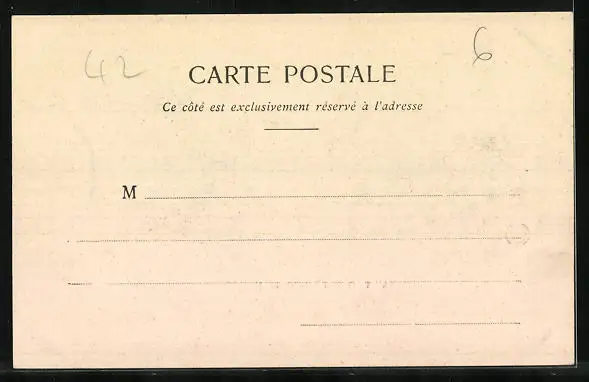 42
6
CARTE POSTALE
Ce côté est exclusivement réservé à l'adresse
M